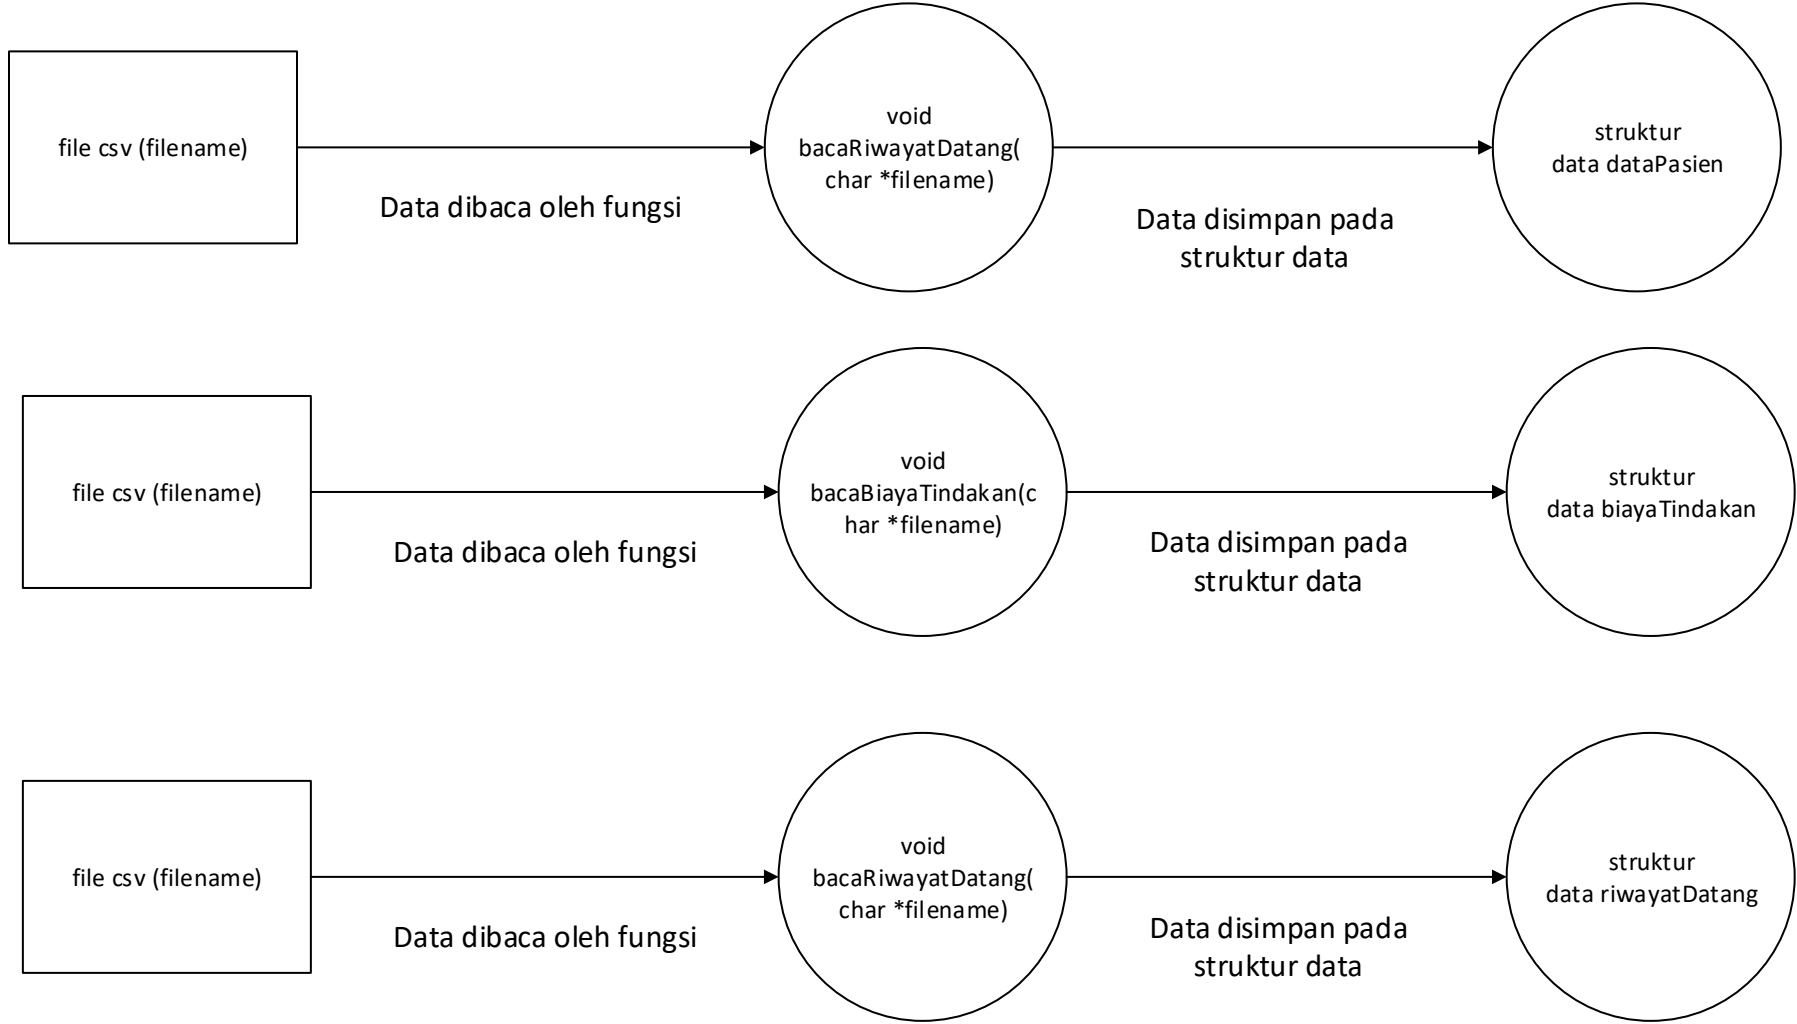 file csv (filename)
Data dibaca oleh fungsi
void
bacaRiwayatDatang(
char *filename)
Data disimpan pada
struktur data
struktur
data dataPasien
file csv (filename)
Data dibaca oleh fungsi
void
bacaBiayaTindakan(c
har *filename)
Data disimpan pada
struktur data
struktur
data biayaTindakan
file csv (filename)
Data dibaca oleh fungsi
void
bacaRiwayatDatang(
char *filename)
Data disimpan pada
struktur data
struktur
data riwayatDatang